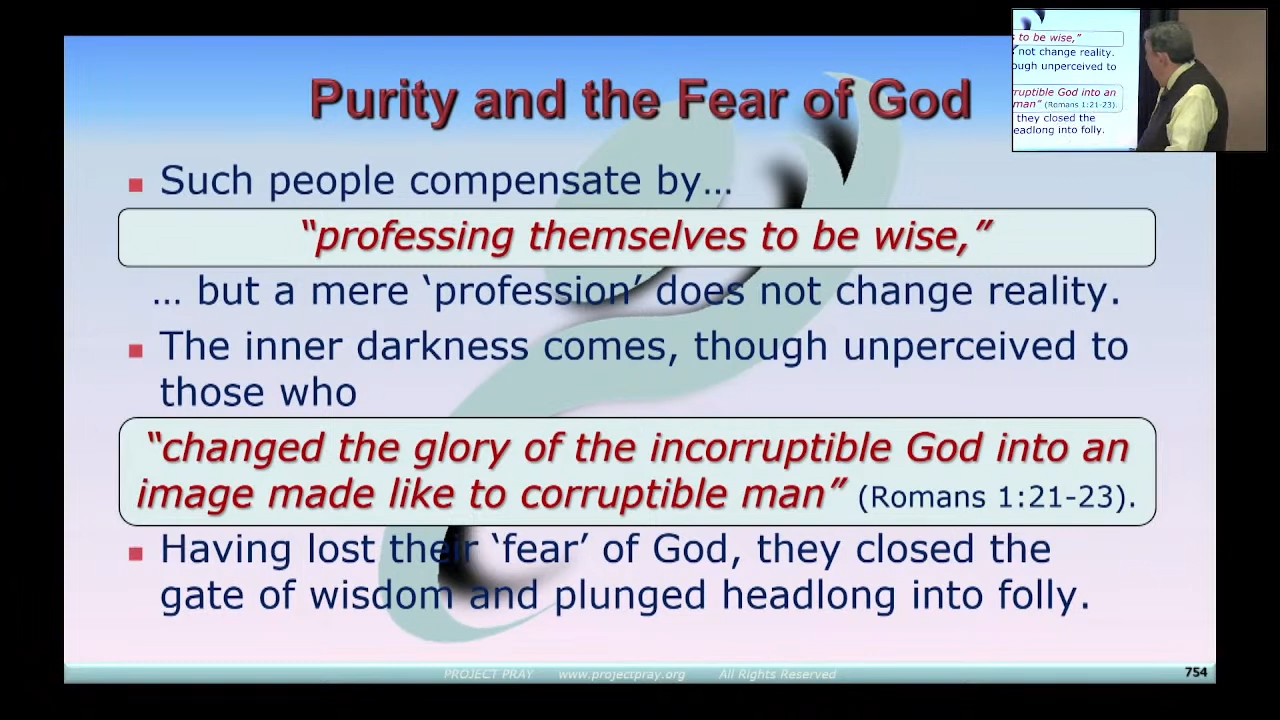 Purity and the Fear of God
Such people compensate by…
“professing themselves to be wise,”
… but a mere ‘profession’ does not change reality.
The inner darkness comes, though unperceived to
those who
“changed the glory of the incorruptible God into an
image made like to corruptible man” (Romans 1:21-23).
Having lost their ‘fear’ of God, they closed the
gate of wisdom and plunged headlong into folly.
PROJECT PRAY www.projectpray.org All Rights Reserved
754
s to be wise,”
not change reality.
ough unperceived to
ruptible God into an
man” (Romans 1:21-23).
they closed the
eadlong into folly.